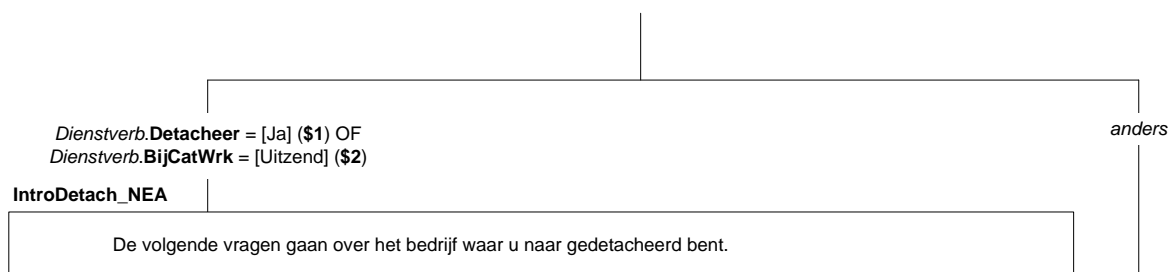 Dienstverb.Detacheer = [Ja] ($1) OF
Dienstverb.BijCatWrk = [Uitzend] ($2)
anders
IntroDetach_NEA
De volgende vragen gaan over het bedrijf waar u naar gedetacheerd bent.